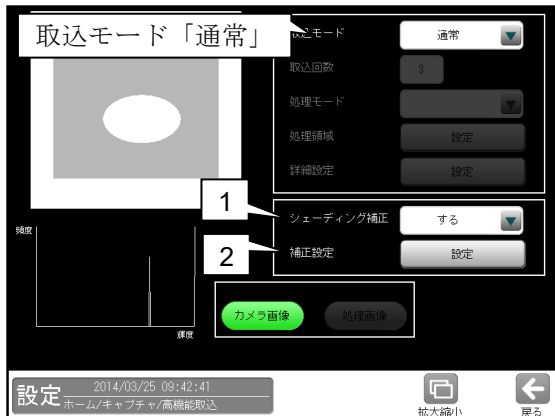 取込モード「通常」
取込モード 通常
取込回数 3
処理モード
処理領域 設定
詳細設定 設定
1
シェーディング補正 する
2
補正設定 設定
頻度
輝度
カメラ画像 処理画像
設定 2014/03/25 09:42:41
ホーム/キャプチャ/高機能取込
拡大縮小 戻る